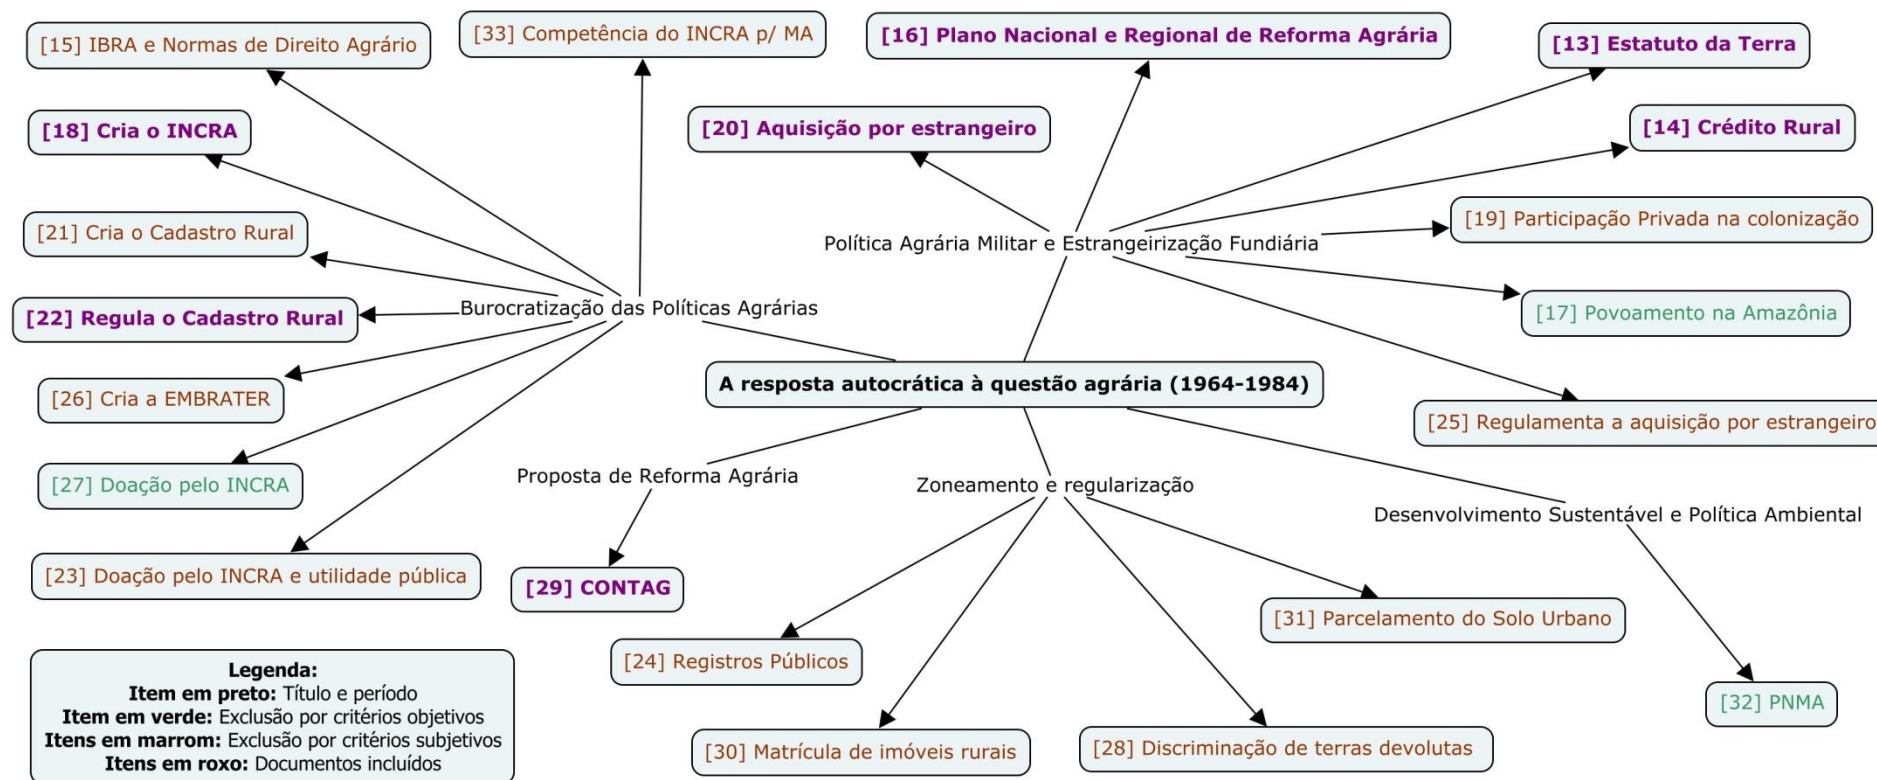 [15] IBRA e Normas de Direito Agrário
[33] Competência do INCRA p/ MA
[16] Plano Nacional e Regional de Reforma Agrária
[13] Estatuto da Terra
[18] Cria o INCRA
[20] Aquisição por estrangeiro
[14] Crédito Rural
[21] Cria o Cadastro Rural
Política Agrária Militar e Estrangeirização Fundiária
[19] Participação Privada na colonização
[22] Regula o Cadastro Rural
Burocratização das Políticas Agrárias
[17] Povoamento na Amazônia
[26] Cria a EMBRATER
A resposta autocrática à questão agrária (1964-1984)
[25] Regulamenta a aquisição por estrangeiro
[27] Doação pelo INCRA
Proposta de Reforma Agrária
Zoneamento e regularização
Desenvolvimento Sustentável e Política Ambiental
[23] Doação pelo INCRA e utilidade pública
[29] CONTAG
[31] Parcelamento do Solo Urbano
[24] Registros Públicos
[32] PNMA
[30] Matrícula de imóveis rurais
[28] Discriminação de terras devolutas
Legenda:
Item em preto: Título e período
Item em verde: Exclusão por critérios objetivos
Itens em marrom: Exclusão por critérios subjetivos
Itens em roxo: Documentos incluídos